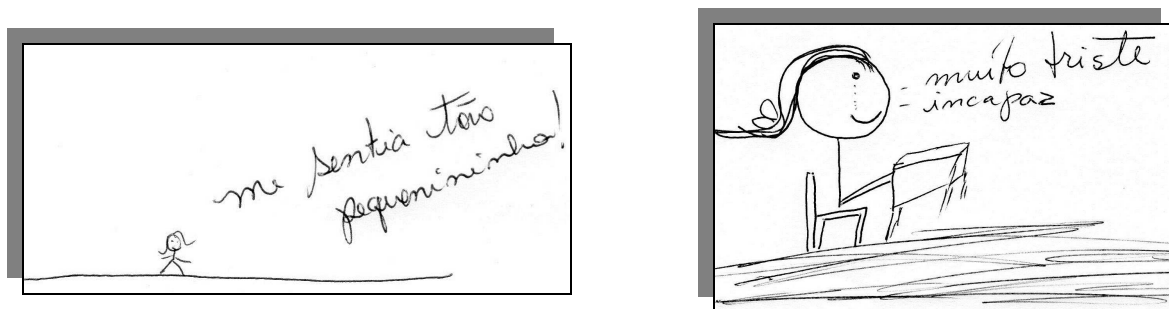 me sentia tão
pequenininha!
= muito triste
= incapaz